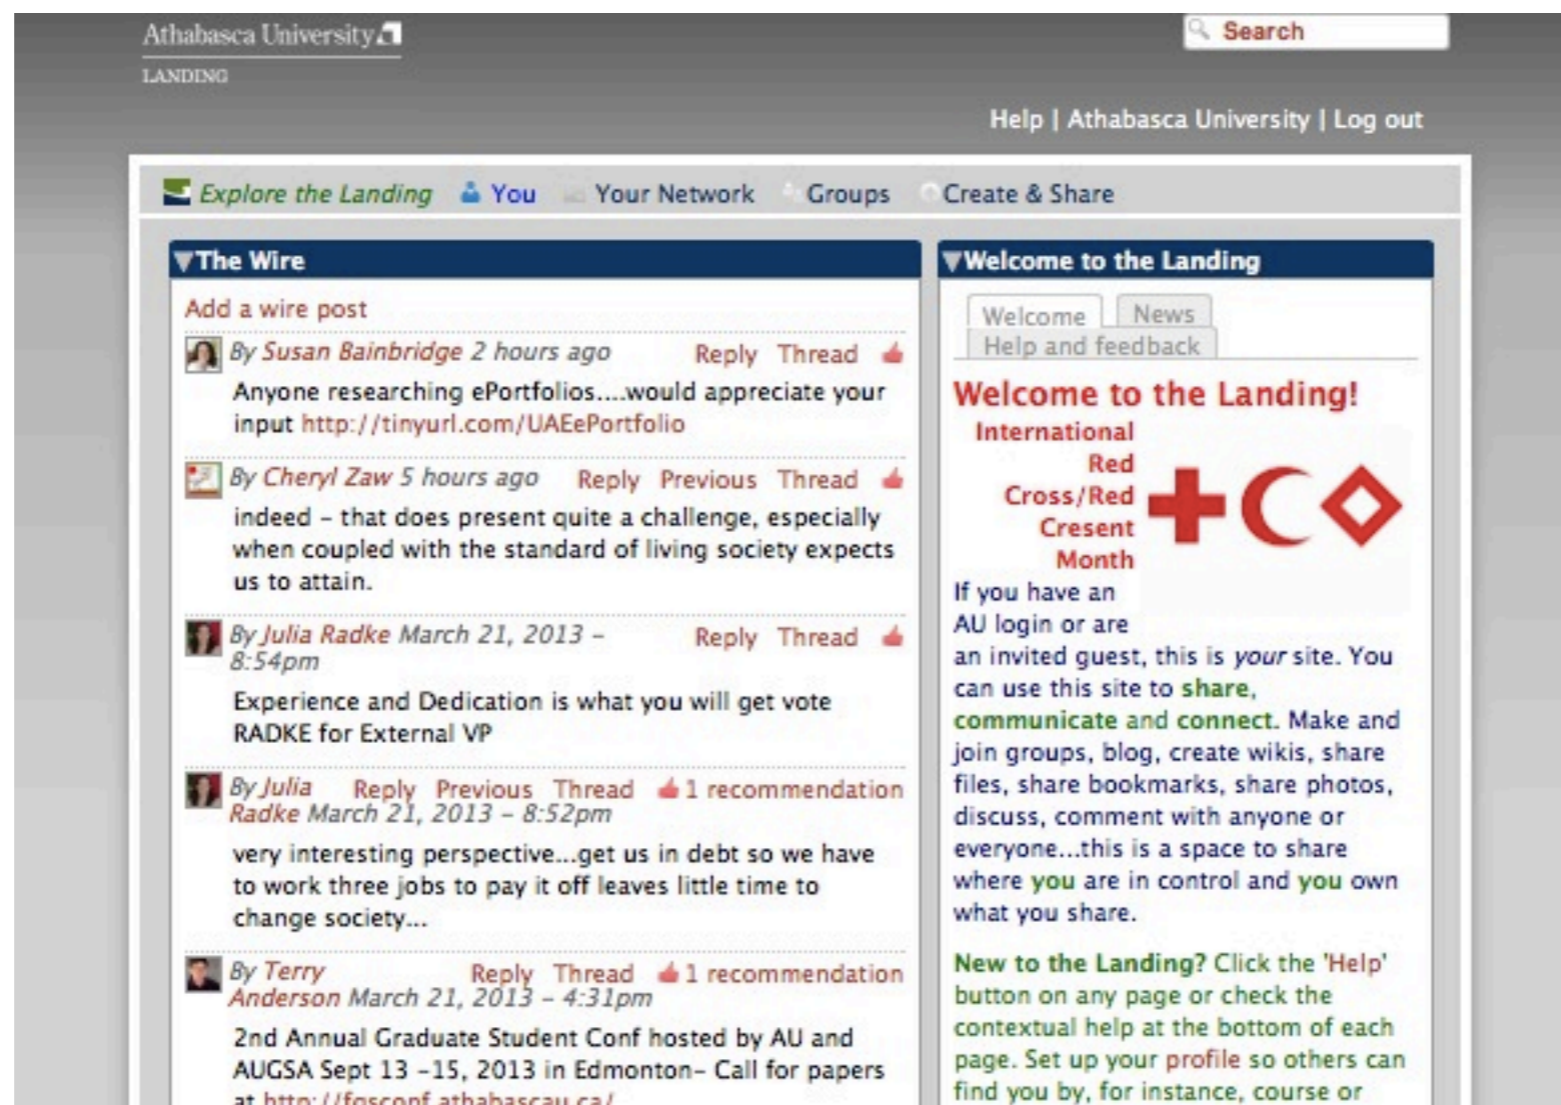 Athabasca University
LANDING
Search
Help | Athabasca University | Log out
Explore the Landing You Your Network Groups Create & Share
The Wire
Add a wire post
By Susan Bainbridge 2 hours ago Reply Thread
Anyone researching ePortfolios....would appreciate your
input http://tinyurl.com/UAEePortfolio
By Cheryl Zaw 5 hours ago Reply Previous Thread
indeed – that does present quite a challenge, especially
when coupled with the standard of living society expects
us to attain.
By Julia Radke March 21, 2013 – Reply Thread
8:54pm
Experience and Dedication is what you will get vote
RADKE for External VP
By Julia Reply Previous Thread 1 recommendation
Radke March 21, 2013 – 8:52pm
very interesting perspective...get us in debt so we have
to work three jobs to pay it off leaves little time to
change society...
By Terry Reply Thread 1 recommendation
Anderson March 21, 2013 – 4:31pm
2nd Annual Graduate Student Conf hosted by AU and
AUGSA Sept 13 –15, 2013 in Edmonton– Call for papers
at http://fgsconf.athabascau.ca/
Welcome to the Landing
Welcome News
Help and feedback
Welcome to the Landing!
International
Red
Cross/Red
Cresent
Month
If you have an
AU login or are
an invited guest, this is your site. You
can use this site to share,
communicate and connect. Make and
join groups, blog, create wikis, share
files, share bookmarks, share photos,
discuss, comment with anyone or
everyone...this is a space to share
where you are in control and you own
what you share.
New to the Landing? Click the 'Help'
button on any page or check the
contextual help at the bottom of each
page. Set up your profile so others can
find you by, for instance, course or